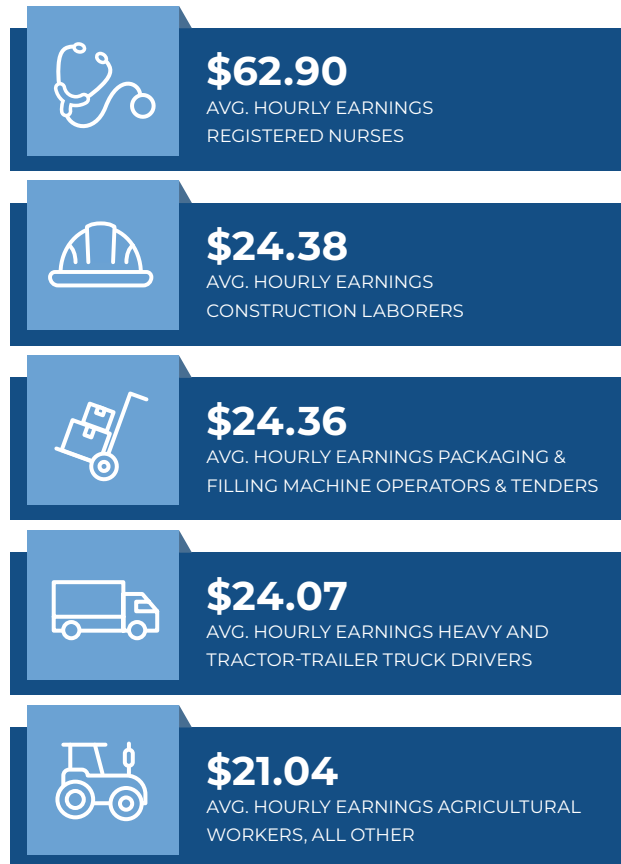 $62.90
AVG. HOURLY EARNINGS
REGISTERED NURSES
$24.38
AVG. HOURLY EARNINGS
CONSTRUCTION LABORERS
$24.36
AVG. HOURLY EARNINGS PACKAGING &
FILLING MACHINE OPERATORS & TENDERS
$24.07
AVG. HOURLY EARNINGS HEAVY AND
TRACTOR-TRAILER TRUCK DRIVERS
$21.04
AVG. HOURLY EARNINGS AGRICULTURAL
WORKERS, ALL OTHER